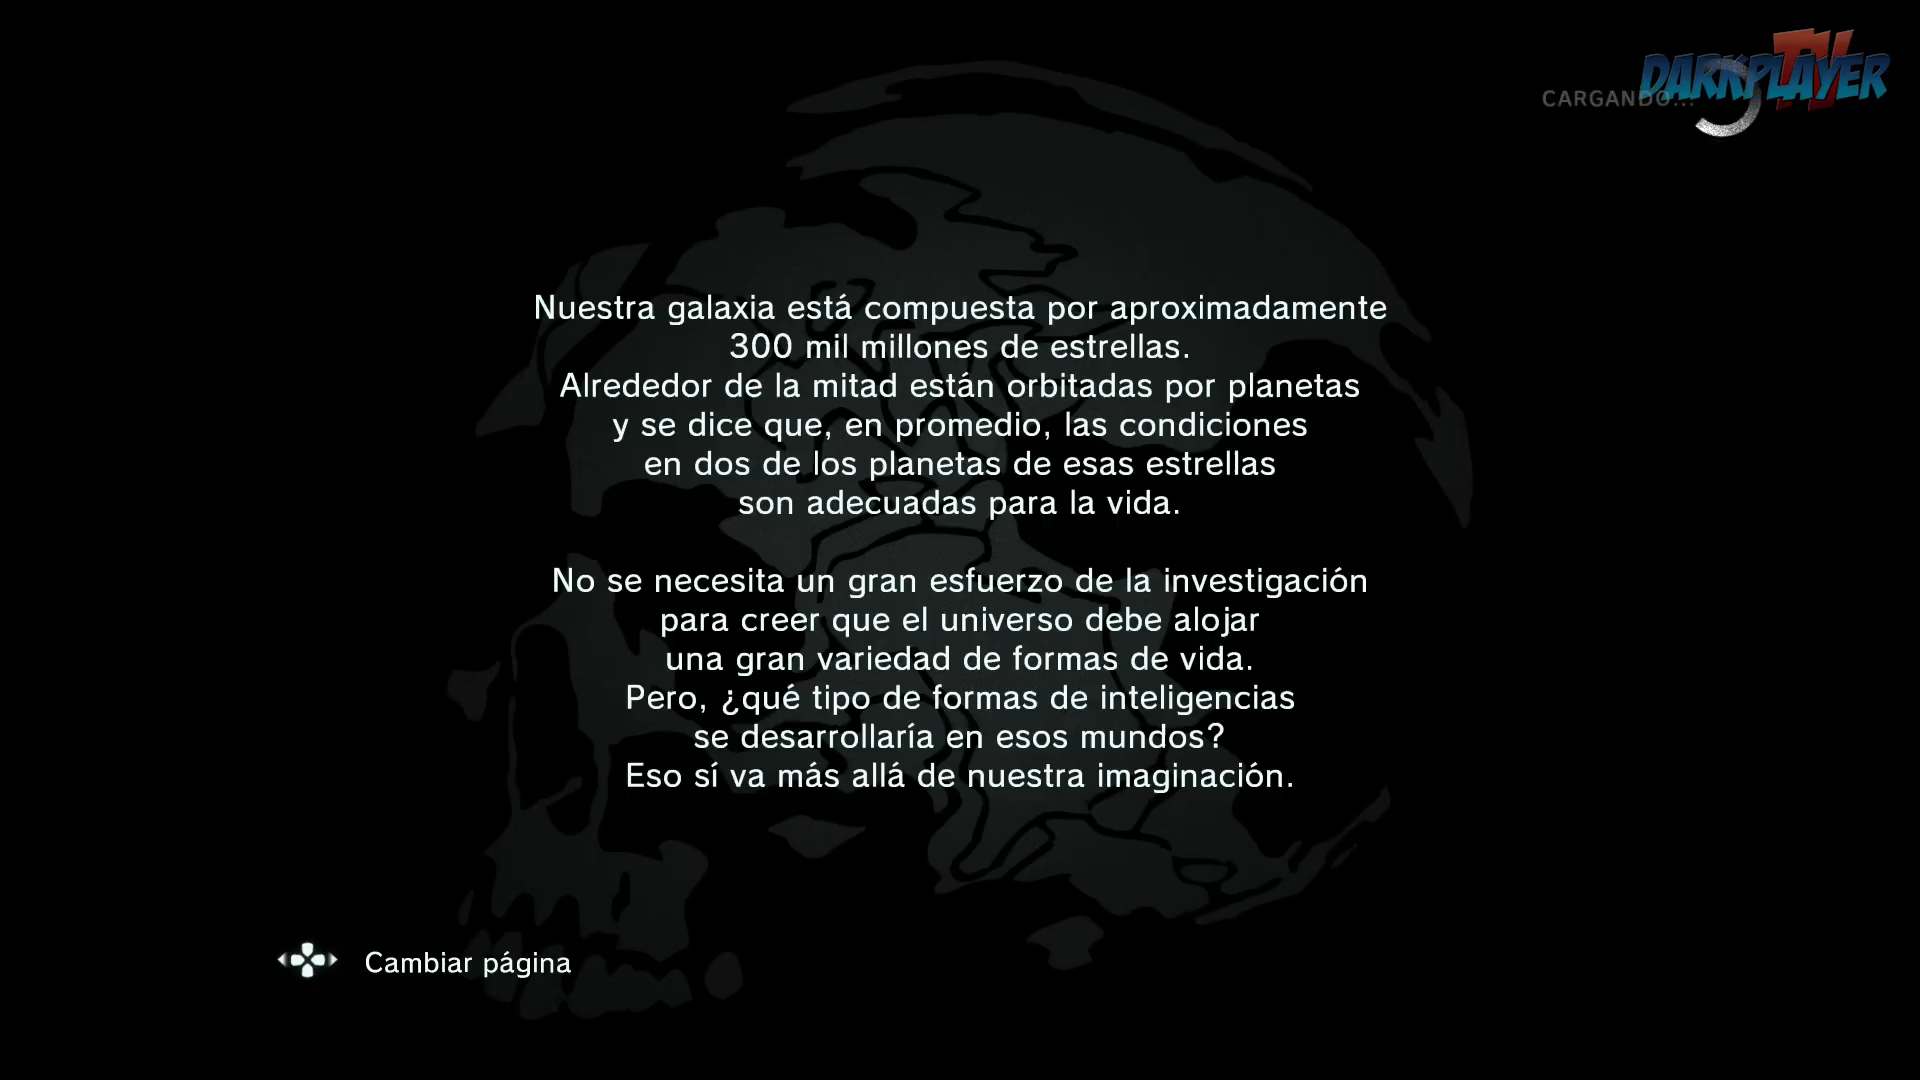 DARKPLAYER TV
CARGANDO...
Nuestra galaxia está compuesta por aproximadamente
300 mil millones de estrellas.
Alrededor de la mitad están orbitadas por planetas
y se dice que, en promedio, las condiciones
en dos de los planetas de esas estrellas
son adecuadas para la vida.
No se necesita un gran esfuerzo de la investigación
para creer que el universo debe alojar
una gran variedad de formas de vida.
Pero, ¿qué tipo de formas de inteligencias
se desarrollaría en esos mundos?
Eso sí va más allá de nuestra imaginación.
Cambiar página